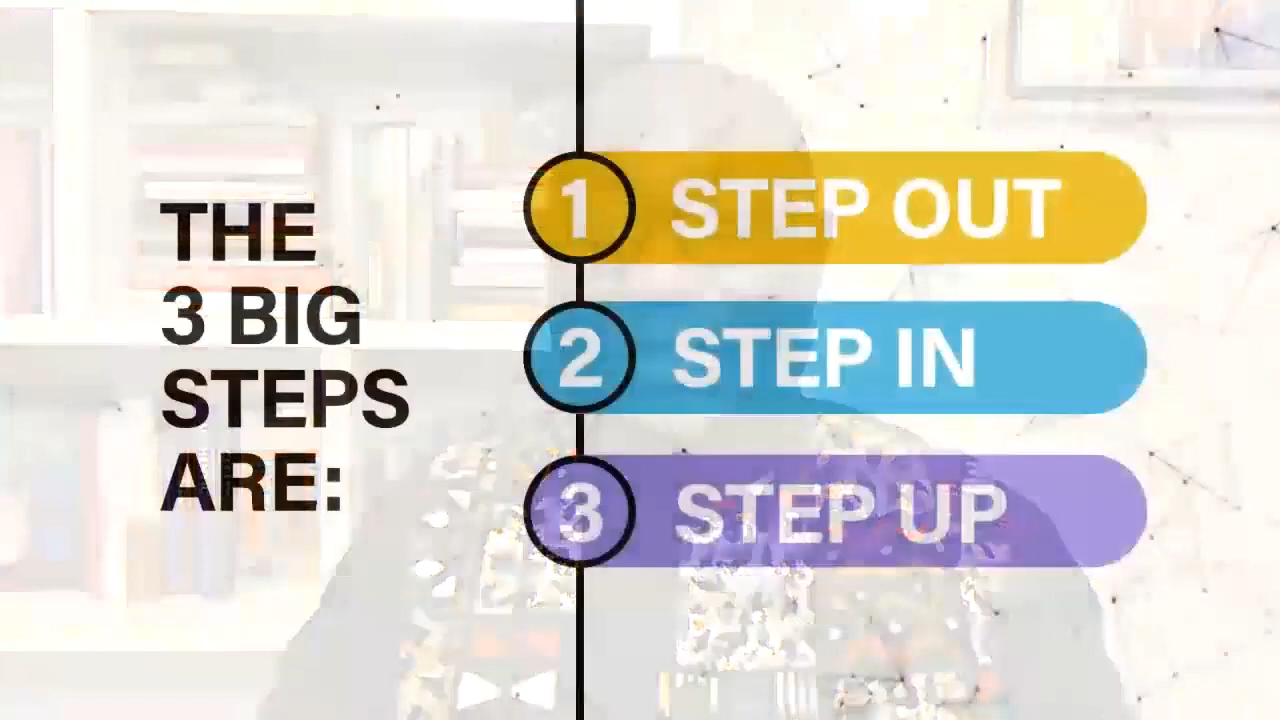 THE
3 BIG
STEPS
ARE:
1 STEP OUT
2 STEP IN
3 STEP UP